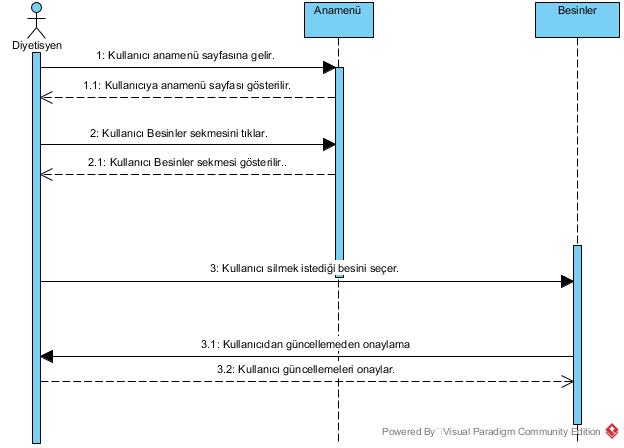 Anamenü
Besinler
Diyetisyen
1: Kullanıcı anamenü sayfasına gelir.
1.1: Kullanıcıya anamenü sayfası gösterilir.
2: Kullanıcı Besinler sekmesini tıklar.
2.1: Kullanıcı Besinler sekmesi gösterilir..
3: Kullanıcı silmek istediği besini seçer.
3.1: Kullanıcıdan güncellemeden onaylama
3.2: Kullanıcı güncellemeleri onaylar.
Powered By Visual Paradigm Community Edition